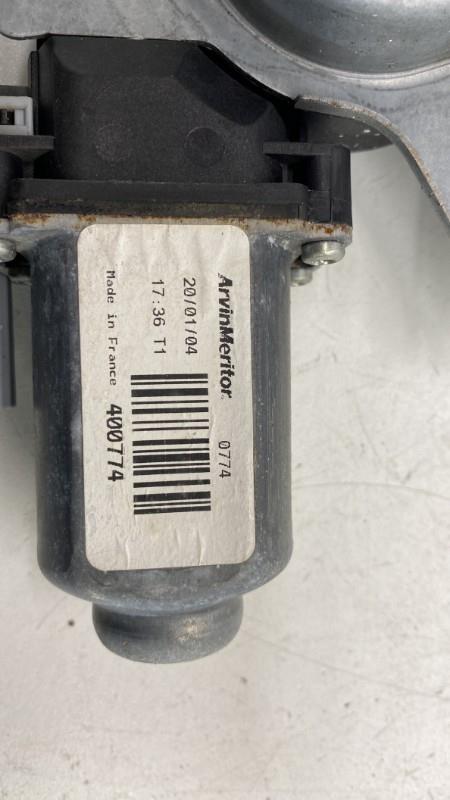 ArvinMeritor. 0774
20/01/04
17:36 T1
Made in France 400774